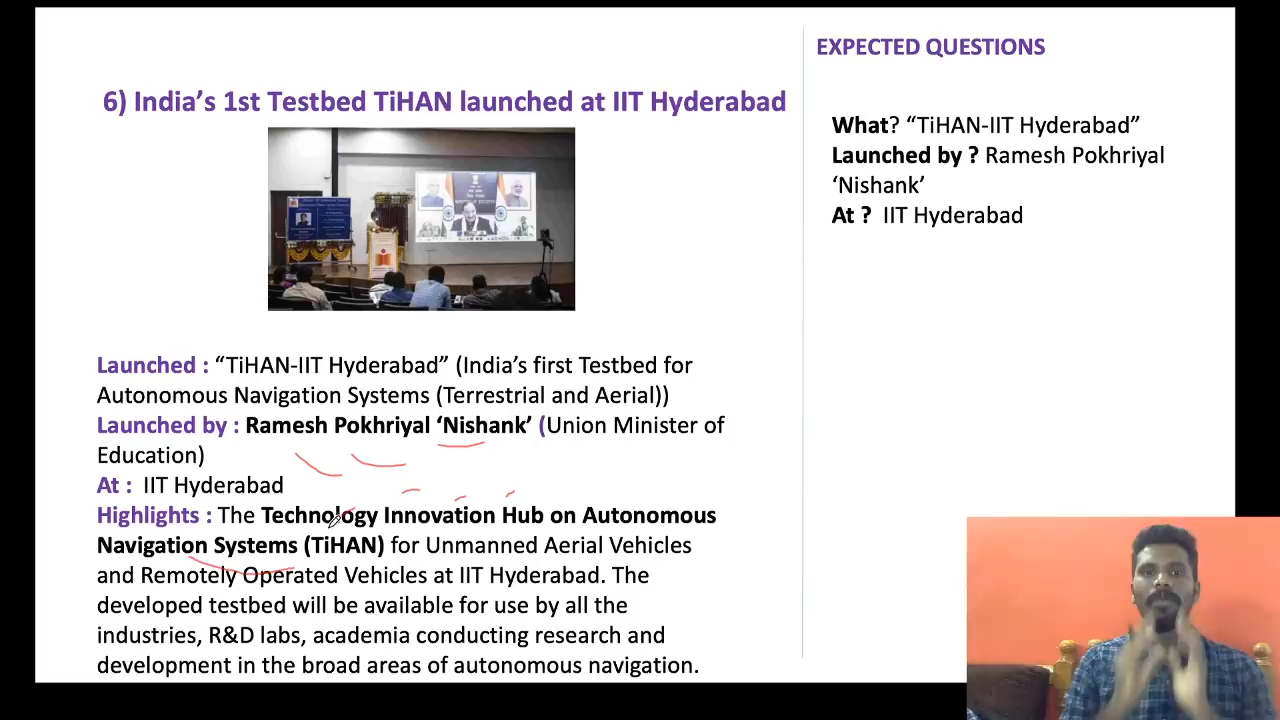 6) India’s 1st Testbed TiHAN launched at IIT Hyderabad
Launched : “TiHAN-IIT Hyderabad” (India’s first Testbed for
Autonomous Navigation Systems (Terrestrial and Aerial))
Launched by : Ramesh Pokhriyal ‘Nishank’ (Union Minister of
Education)
At : IIT Hyderabad
Highlights : The Technology Innovation Hub on Autonomous
Navigation Systems (TiHAN) for Unmanned Aerial Vehicles
and Remotely Operated Vehicles at IIT Hyderabad. The
developed testbed will be available for use by all the
industries, R&D labs, academia conducting research and
development in the broad areas of autonomous navigation.
EXPECTED QUESTIONS
What? “TiHAN-IIT Hyderabad”
Launched by ? Ramesh Pokhriyal
‘Nishank’
At ? IIT Hyderabad